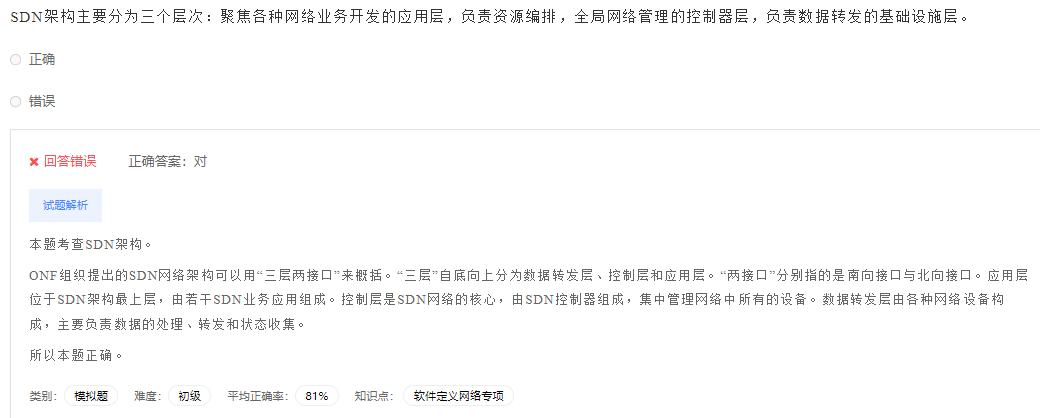 SDN架构主要分为三个层次：聚焦各种网络业务开发的应用层，负责资源编排，全局网络管理的控制器层，负责数据转发的基础设施层。
正确
错误
回答错误 正确答案：对
试题解析
本题考查SDN架构。
ONF组织提出的SDN网络架构可以用“三层两接口”来概括。“三层”自底向上分为数据转发层、控制层和应用层。“两接口”分别指的是南向接口与北向接口。应用层
位于SDN架构最上层，由若干SDN业务应用组成。控制层是SDN网络的核心，由SDN控制器组成，集中管理网络中所有的设备。数据转发层由各种网络设备构
成，主要负责数据的处理、转发和状态收集。
所以本题正确。
类别： 模拟题 难度： 初级 平均正确率： 81% 知识点： 软件定义网络专项